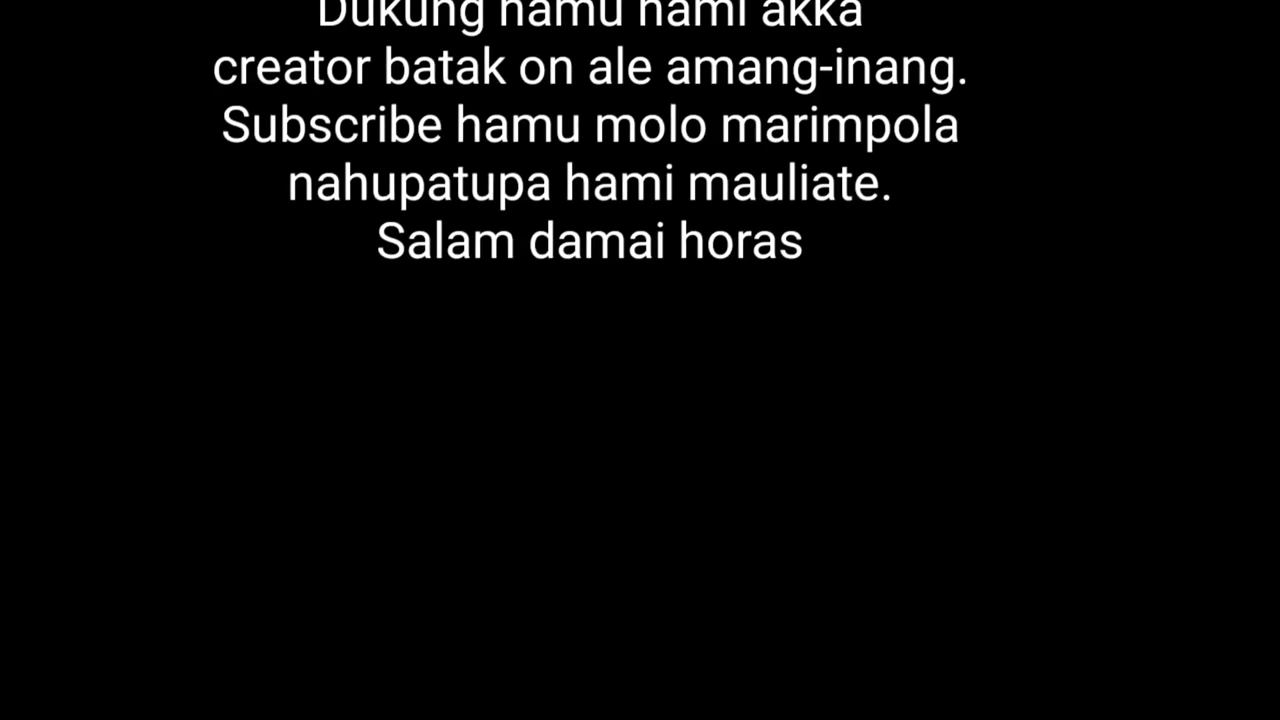 Dukung hamu hami akka
creator batak on ale amang-inang.
Subscribe hamu molo marimpola
nahupatupa hami mauliate.
Salam damai horas